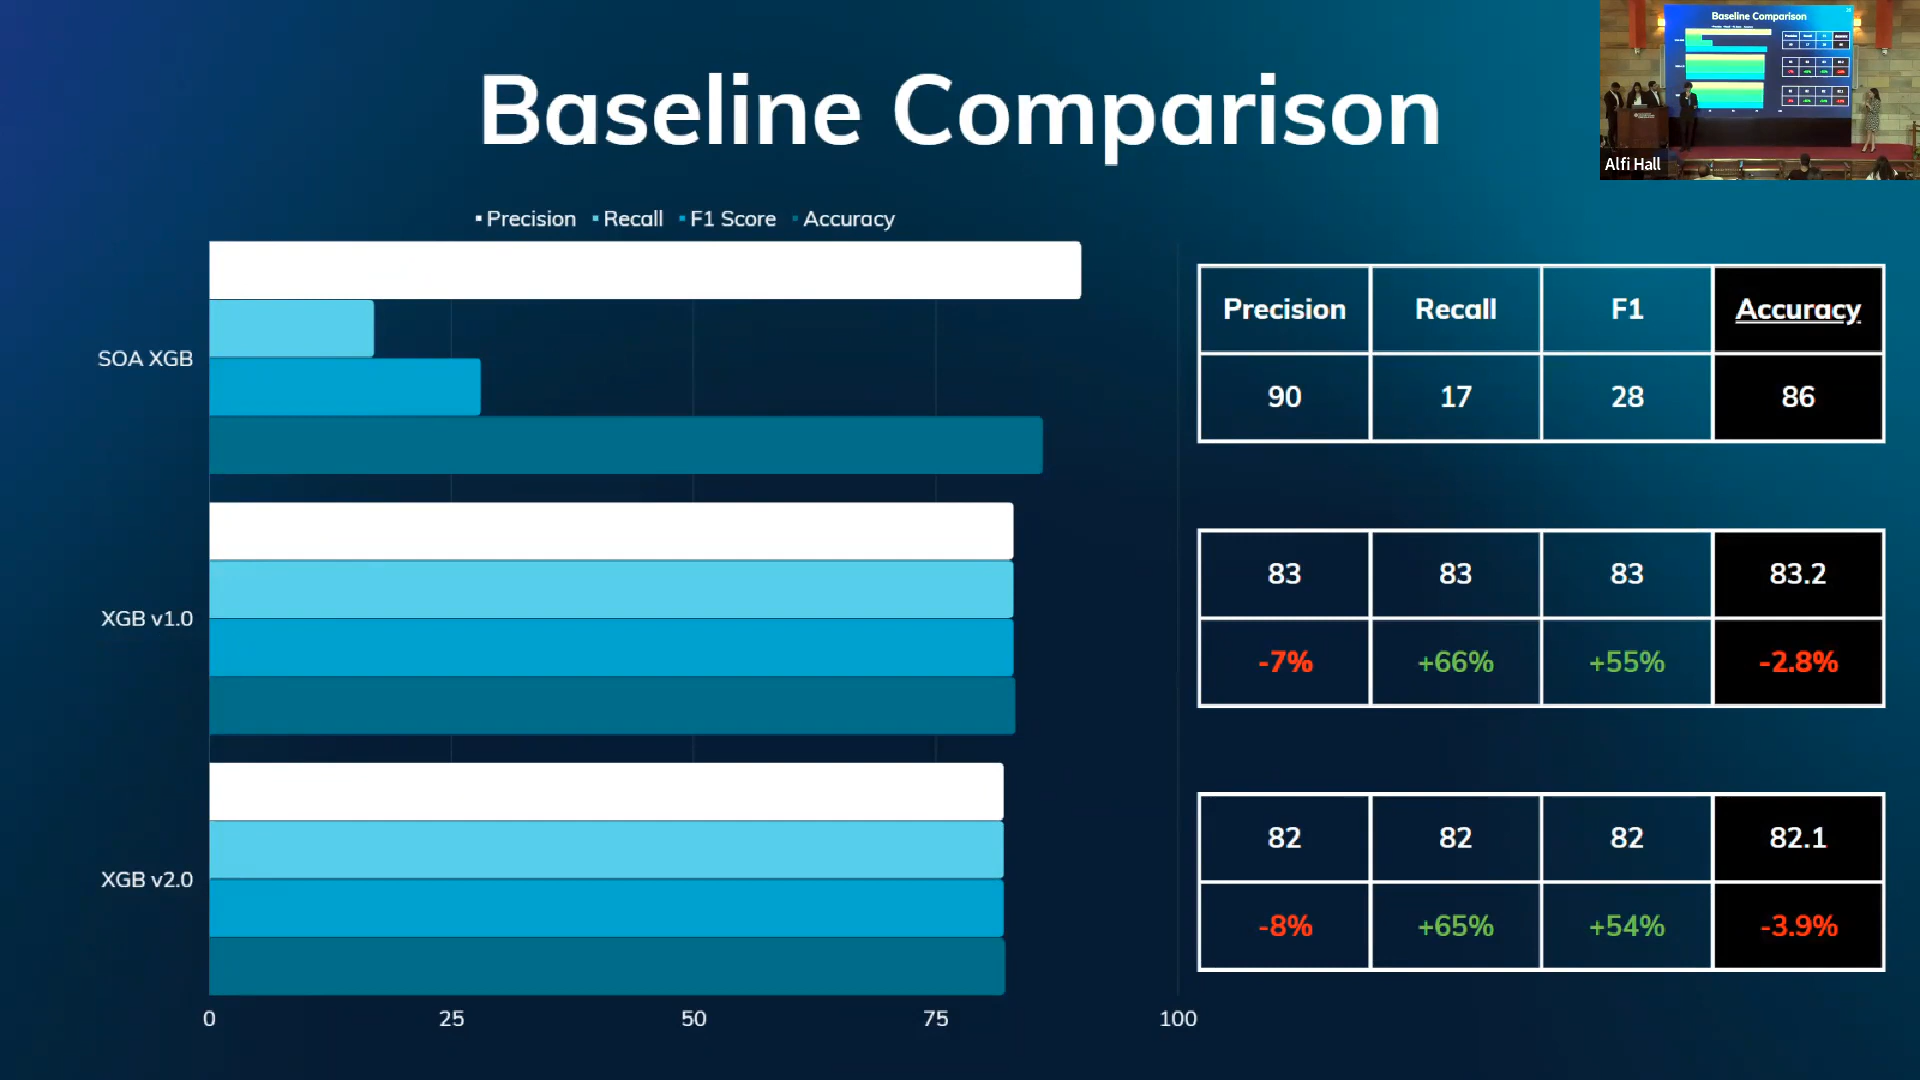 Baseline Comparison
Baseline Comparison
Alfi Hall
Precision Recall F1 Score Accuracy
SOA XGB
XGB v1.0
XGB v2.0
0 25 50 75 100
Precision Recall F1 Accuracy
90 17 28 86
83 83 83 83.2
-7% +66% +55% -2.8%
82 82 82 82.1
-8% +65% +54% -3.9%